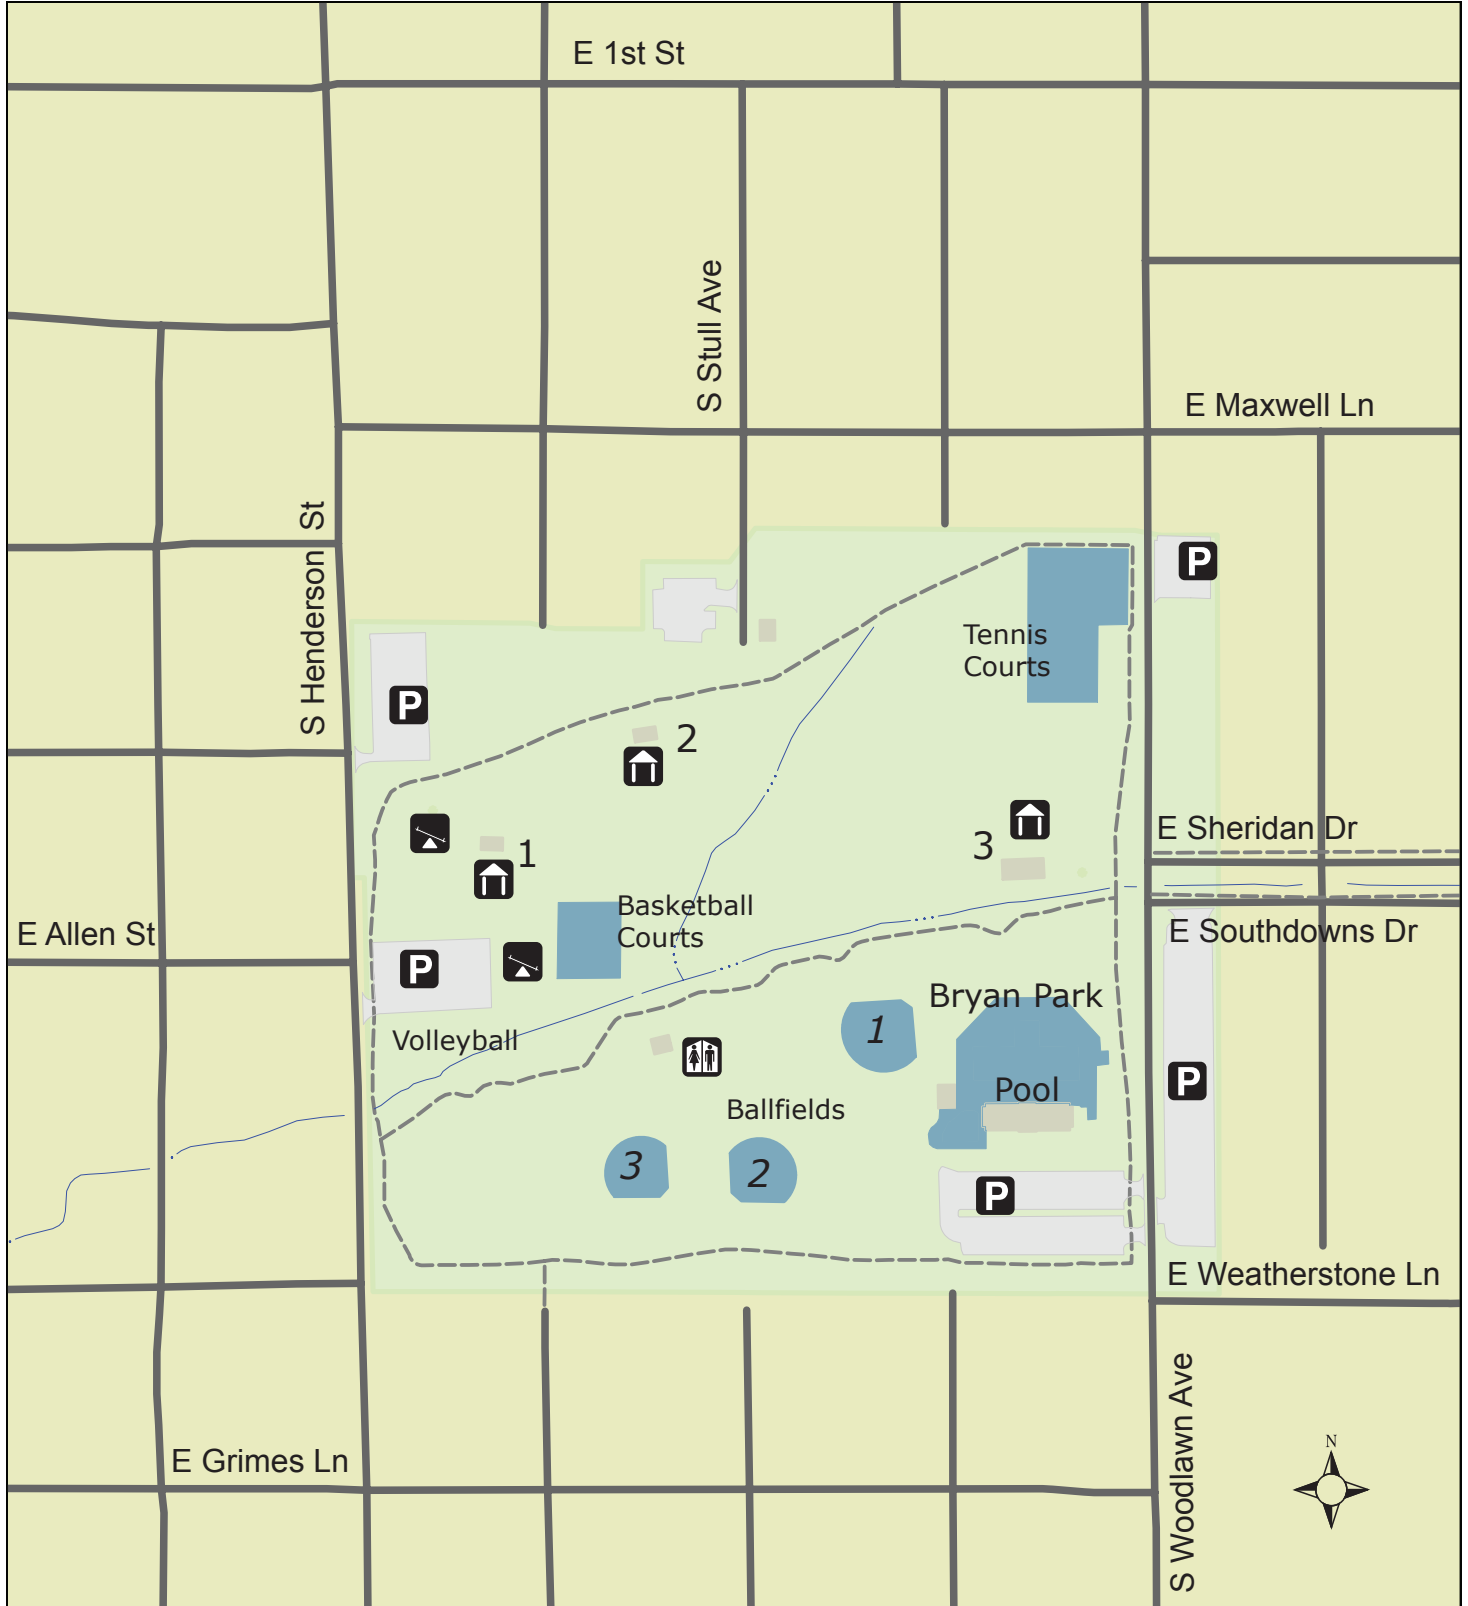 E 1st St
S Stull Ave
E Maxwell Ln
S Henderson St
P
Tennis
Courts
P
2
3
E Sheridan Dr
1
Basketball
Courts
E Allen St
E Southdowns Dr
P
Bryan Park
1
Volleyball
Pool
P
Ballfields
3
2
P
E Weatherstone Ln
S Woodlawn Ave
E Grimes Ln
N